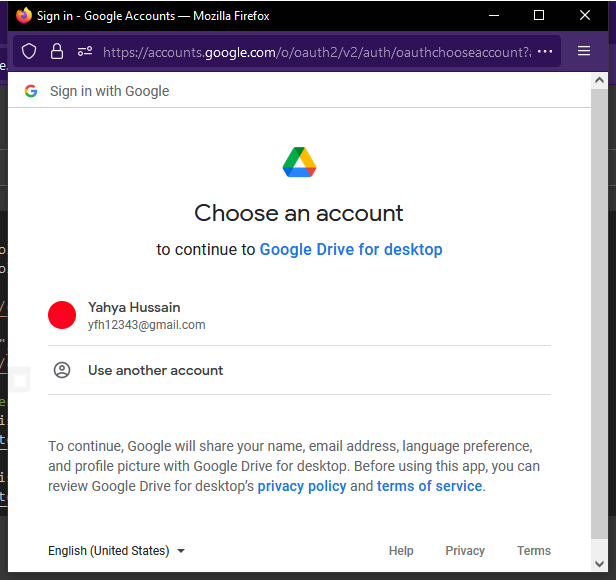 Sign in - Google Accounts — Mozilla Firefox
https://accounts.google.com/o/oauth2/v2/auth/oauthchooseaccount?
Sign in with Google
Choose an account
to continue to Google Drive for desktop
Yahya Hussain
yfh12343@gmail.com
Use another account
To continue, Google will share your name, email address, language preference,
and profile picture with Google Drive for desktop. Before using this app, you can
review Google Drive for desktop's privacy policy and terms of service.
English (United States)
Help Privacy Terms